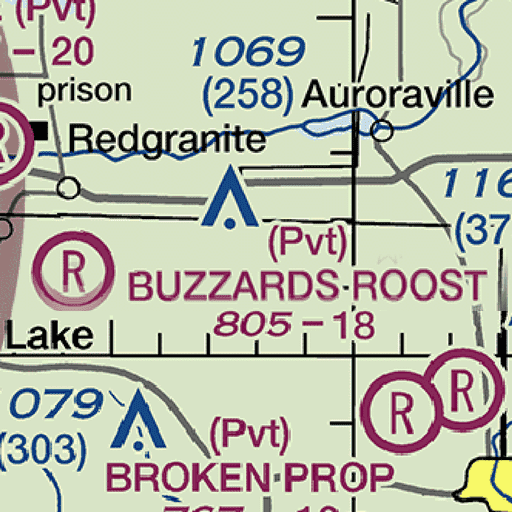 (Pvt)
- 20
1069
(258)
prison
Auroraville
R
Redgranite
116
(37
(Pvt)
R
BUZZARDS ROOST
805 - 18
Lake
R
R
079
(303)
(Pvt)
BROKEN PROP